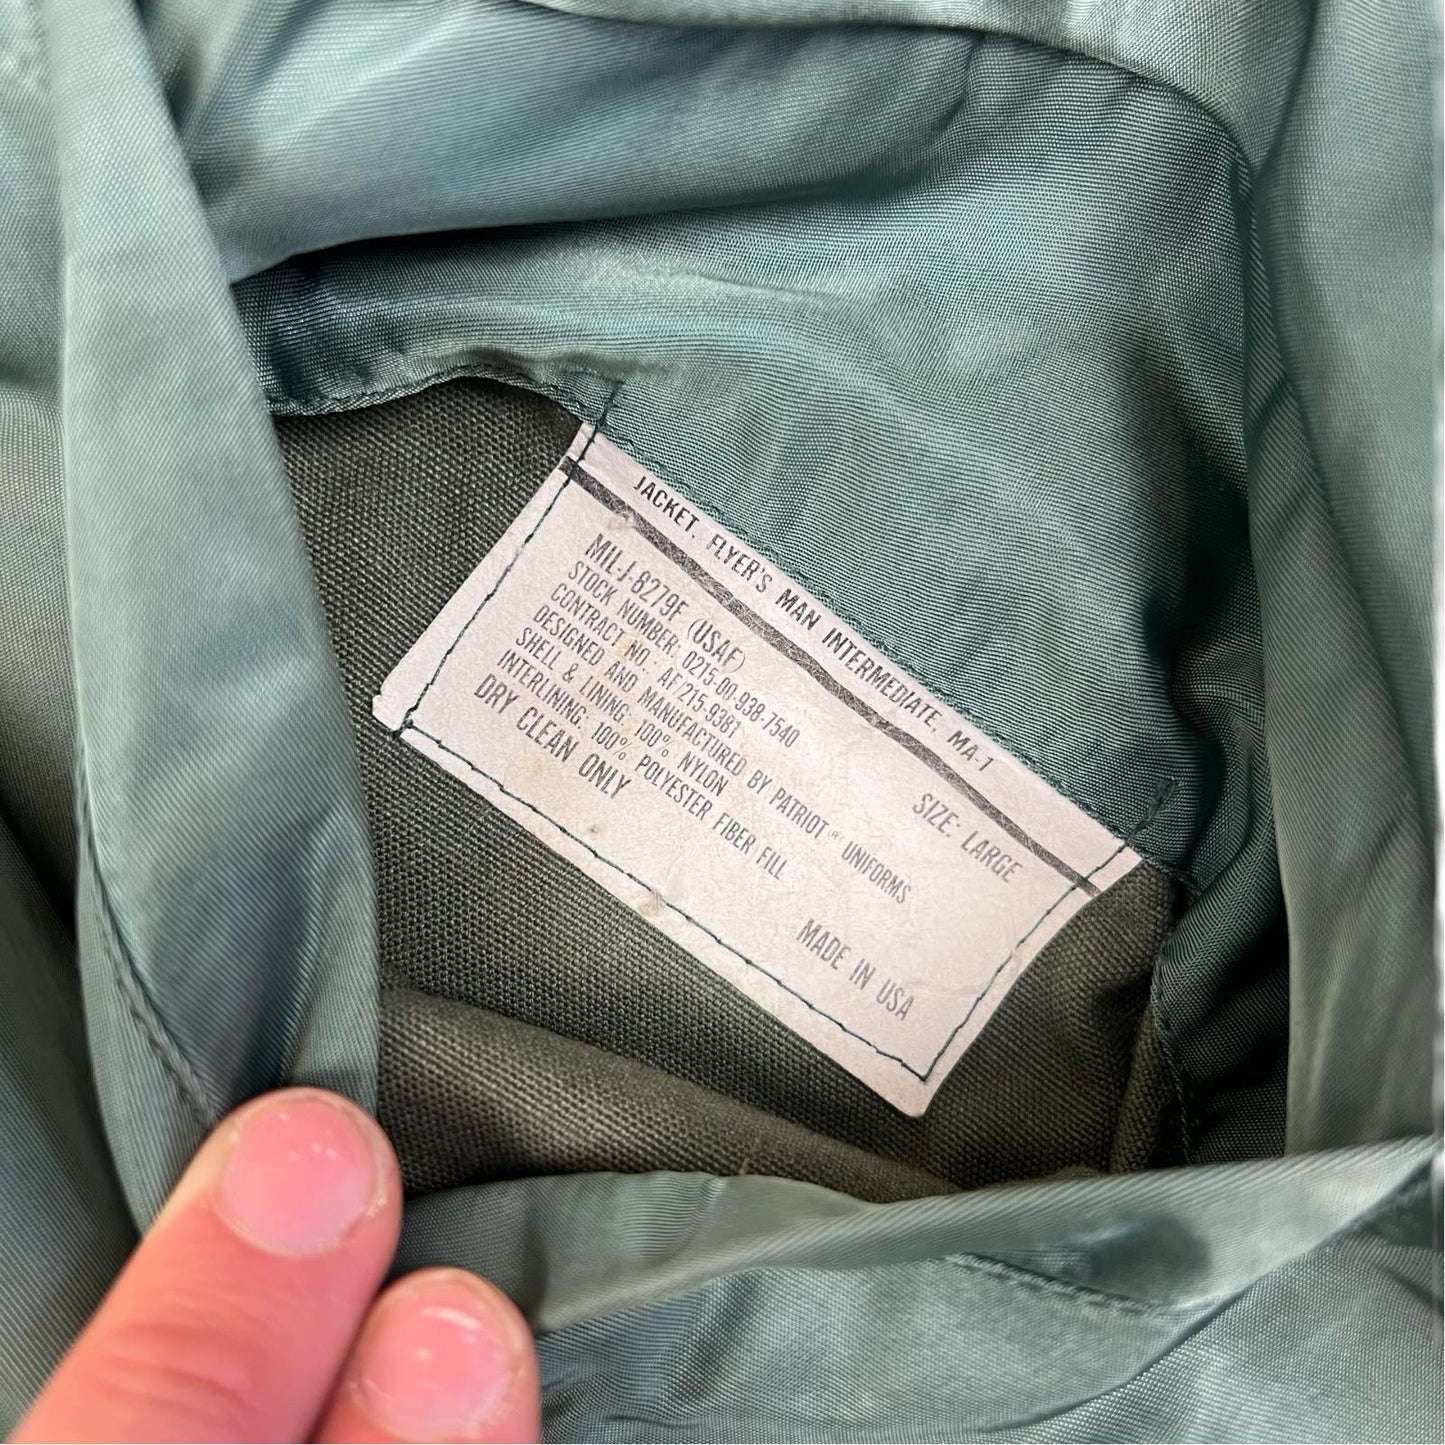 JACKET, FLYER'S MAN INTERMEDIATE, MA-1
MIL-J-8279F (USAF) SIZE: LARGE
STOCK NUMBER: 0215-00-938-7540
CONTRACT NO.: AF 215-9381
DESIGNED AND MANUFACTURED BY PATRIOT ® UNIFORMS
SHELL & LINING: 100% NYLON
INTERLINING: 100% POLYESTER FIBER FILL
DRY CLEAN ONLY MADE IN USA